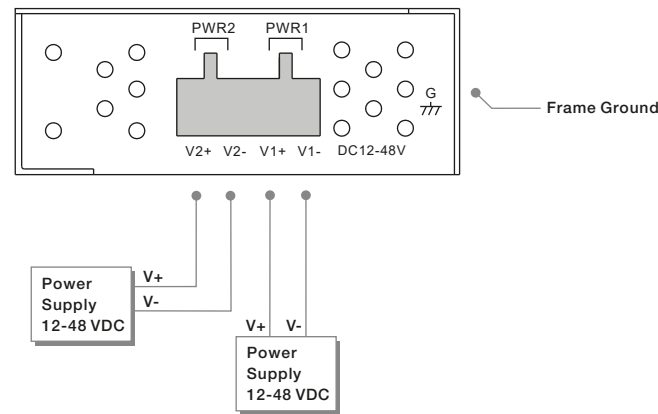 PWR2 PWR1
G
Frame Ground
V2+ V2- V1+ V1- DC12-48V
Power
Supply
12-48 VDC
V+
V-
V+ V-
Power
Supply
12-48 VDC